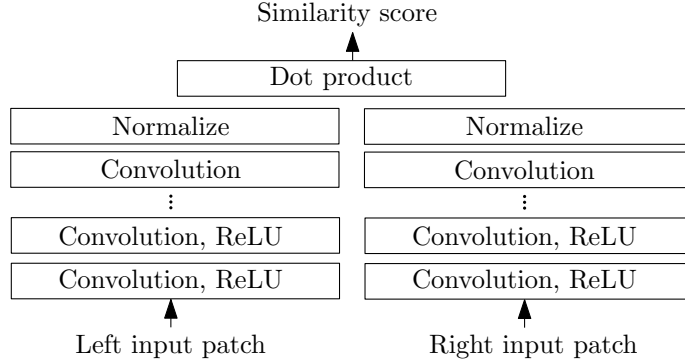 Similarity score
Dot product
Normalize
Normalize
Convolution
Convolution
Convolution, ReLU
Convolution, ReLU
Convolution, ReLU
Convolution, ReLU
Left input patch
Right input patch